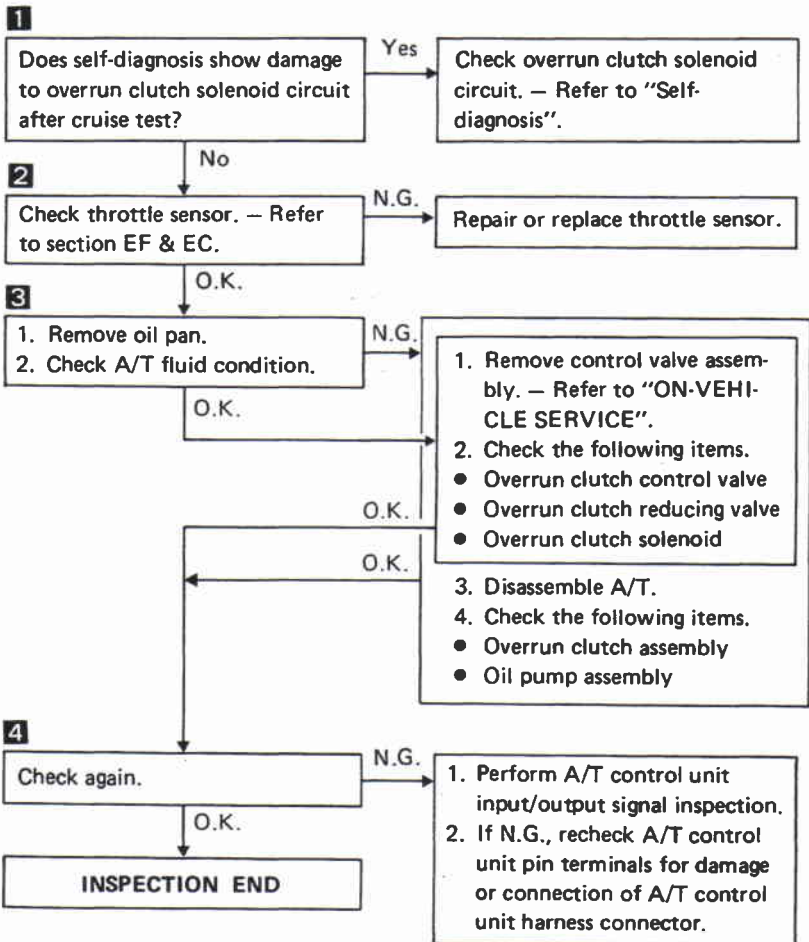 1
Does self-diagnosis show damage
to overrun clutch solenoid circuit
after cruise test?
Yes
Check overrun clutch solenoid
circuit. — Refer to "Self-
diagnosis".
No
2
Check throttle sensor. — Refer
to section EF & EC.
N.G.
Repair or replace throttle sensor.
O.K.
3
1. Remove oil pan.
2. Check A/T fluid condition.
N.G.
O.K.
1. Remove control valve assem-
bly. — Refer to "ON-VEHI-
CLE SERVICE".
2. Check the following items.
● Overrun clutch control valve
● Overrun clutch reducing valve
● Overrun clutch solenoid
O.K.
O.K.
3. Disassemble A/T.
4. Check the following items.
● Overrun clutch assembly
● Oil pump assembly
4
Check again.
N.G.
1. Perform A/T control unit
input/output signal inspection.
2. If N.G., recheck A/T control
unit pin terminals for damage
or connection of A/T control
unit harness connector.
O.K.
INSPECTION END